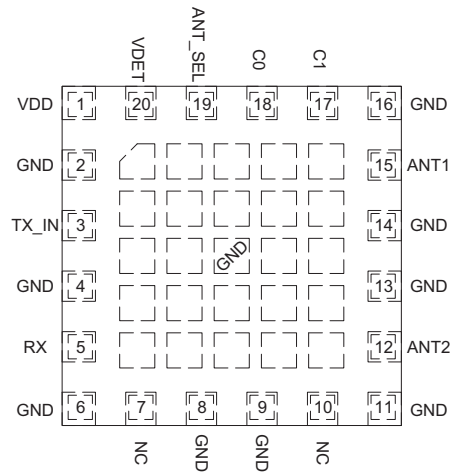 VDET ANT_SEL C0 C1
VDD 1 20 19 18 17 16 GND
GND 2 15 ANT1
TX_IN 3 14 GND
GND
GND 4 13 GND
RX 5 12 ANT2
GND 6 7 8 9 10 11 GND
NC GND GND NC